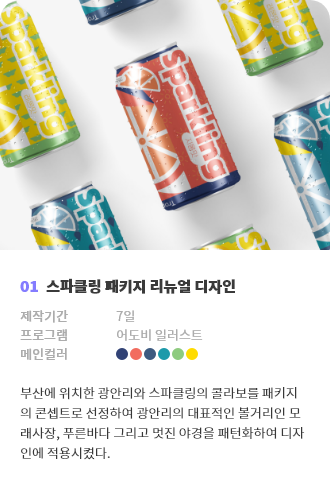 Sparkling
Sparkling
Sparkling
Sparkling
01 스파클링 패키지 리뉴얼 디자인
제작기간 7일
프로그램 어도비 일러스트
메인컬러
부산에 위치한 광안리와 스파클링의 콜라보를 패키지
의 콘셉트로 선정하여 광안리의 대표적인 볼거리인 모
래사장, 푸른바다 그리고 멋진 야경을 패턴화하여 디자
인에 적용시켰다.